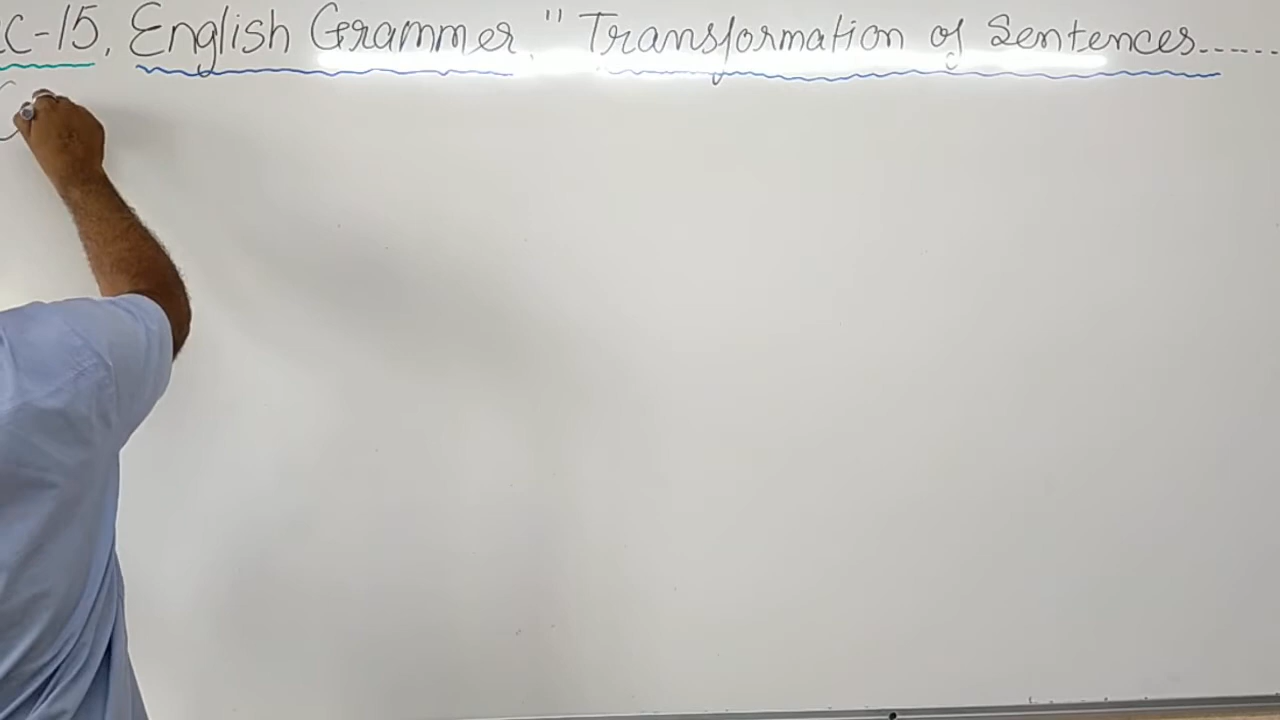 C-15, English Grammer. " Transformation of Sentences......